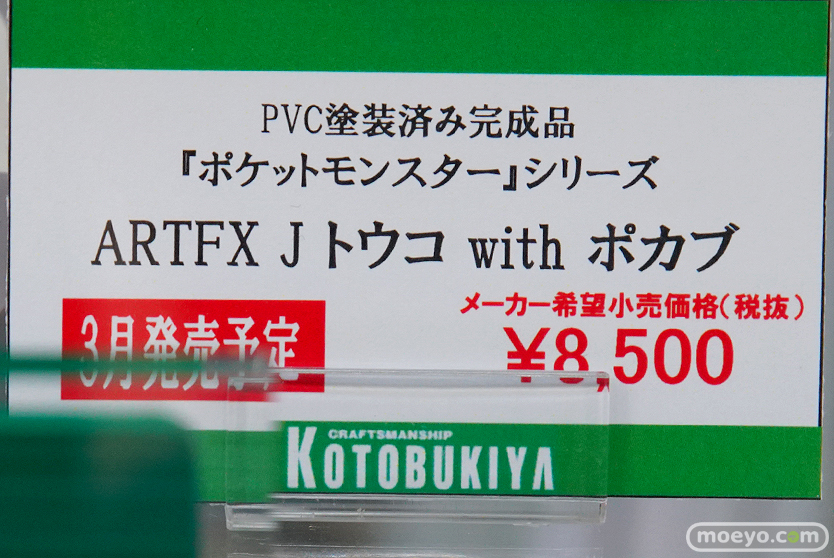 PVC塗装済み完成品
『ポケットモンスター』シリーズ
ARTFX J トウコ with ポカブ
3月発売予定
メーカー希望小売価格(税抜)
¥8,500
CRAFTSMANSHIP
KOTOBUKIYA
moeyo.com